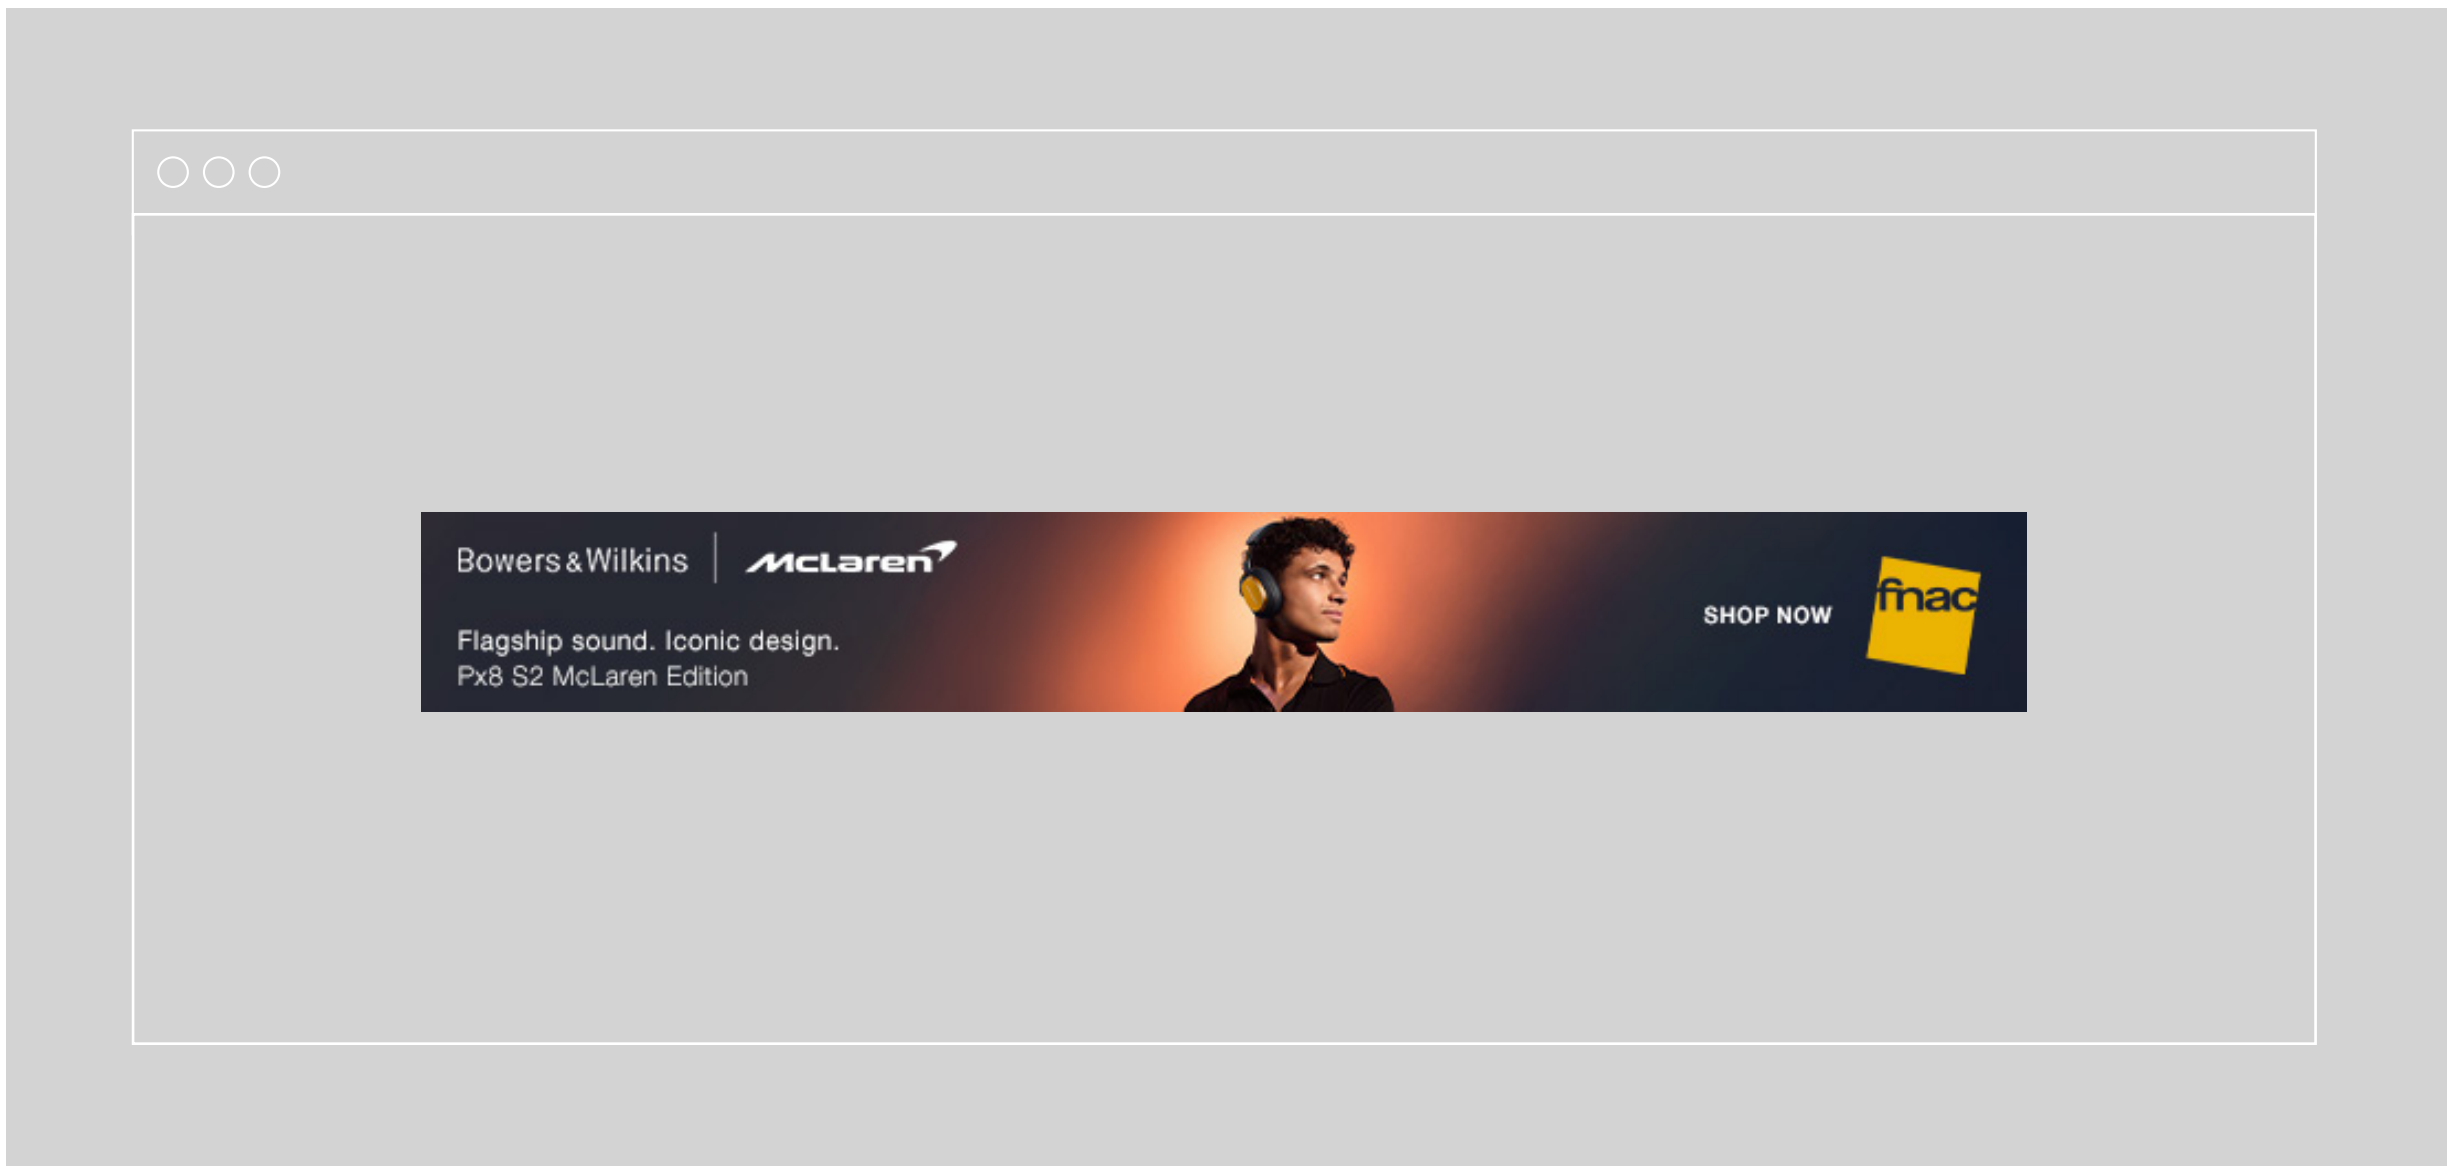 Bowers & Wilkins | McLaren
Flagship sound. Iconic design.
Px8 S2 McLaren Edition
SHOP NOW
fnac